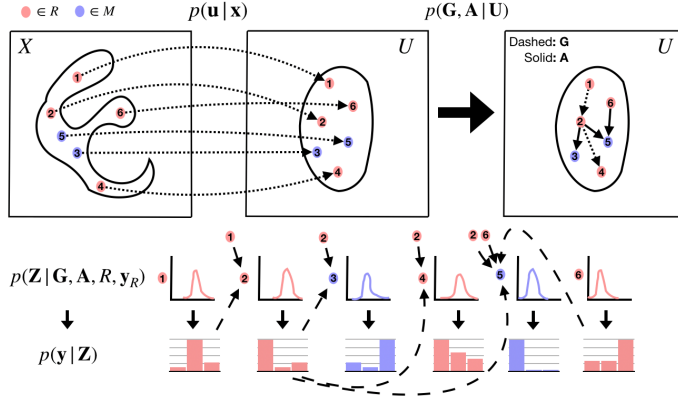 ∈ R ∈ M p(u|x) p(G, A|U)
X U Dashed: G U
Solid: A
1 1 1
2 6 2 6 6
5 2 2
3 3 5 3 5
4 4 4
1 2 2 2 6
p(Z|G, A, R, y_R) 1 2 3 4 5 6
p(y|Z)